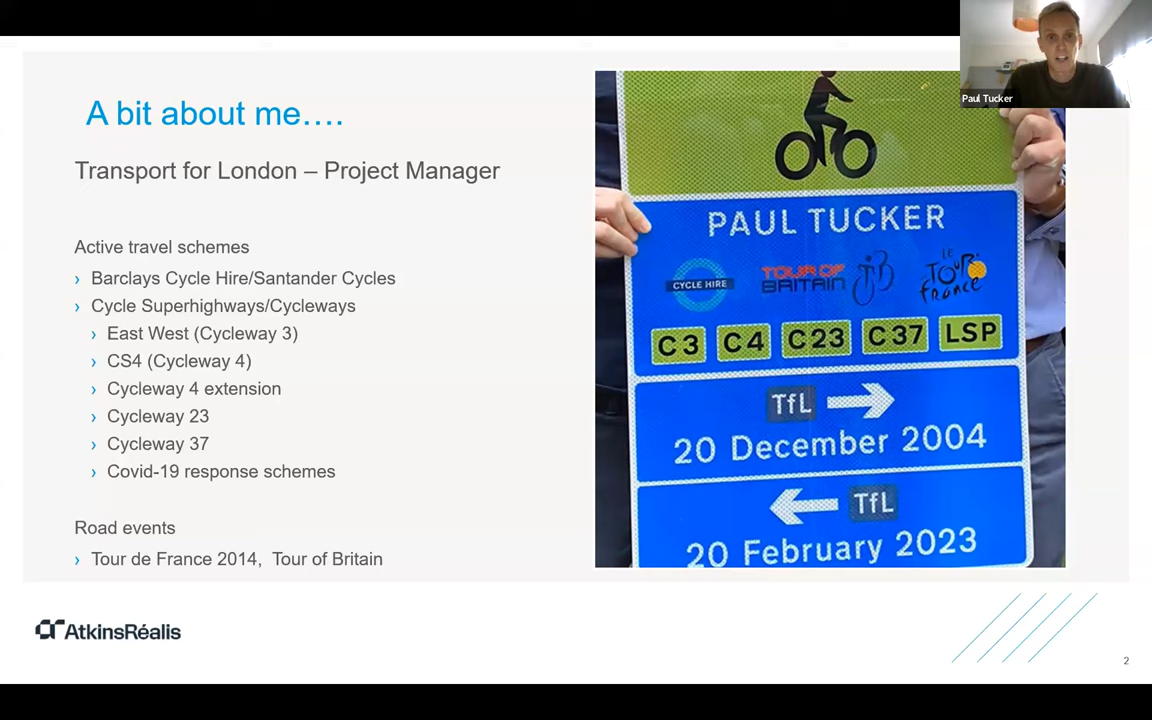 A bit about me….
Transport for London – Project Manager
Active travel schemes
› Barclays Cycle Hire/Santander Cycles
› Cycle Superhighways/Cycleways
› East West (Cycleway 3)
› CS4 (Cycleway 4)
› Cycleway 4 extension
› Cycleway 23
› Cycleway 37
› Covid-19 response schemes
Road events
› Tour de France 2014, Tour of Britain
AtkinsRéalis
PAUL TUCKER
CYCLE HIRE
TOUR OF
BRITAIN
LE
TOUR
de
france
C3 C4 C23 C37 LSP
TfL
20 December 2004
TfL
20 February 2023
Paul Tucker
2